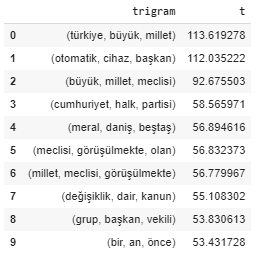 trigram t
0 (türkiye, büyük, millet) 113.619278
1 (otomatik, cihaz, başkan) 112.035222
2 (büyük, millet, meclisi) 92.675503
3 (cumhuriyet, halk, partisi) 58.565971
4 (meral, daniş, beştaş) 56.894616
5 (meclisi, görüşülmekte, olan) 56.832373
6 (millet, meclisi, görüşülmekte) 56.779967
7 (değişiklik, dair, kanun) 55.108302
8 (grup, başkan, vekili) 53.830613
9 (bir, an, önce) 53.431728